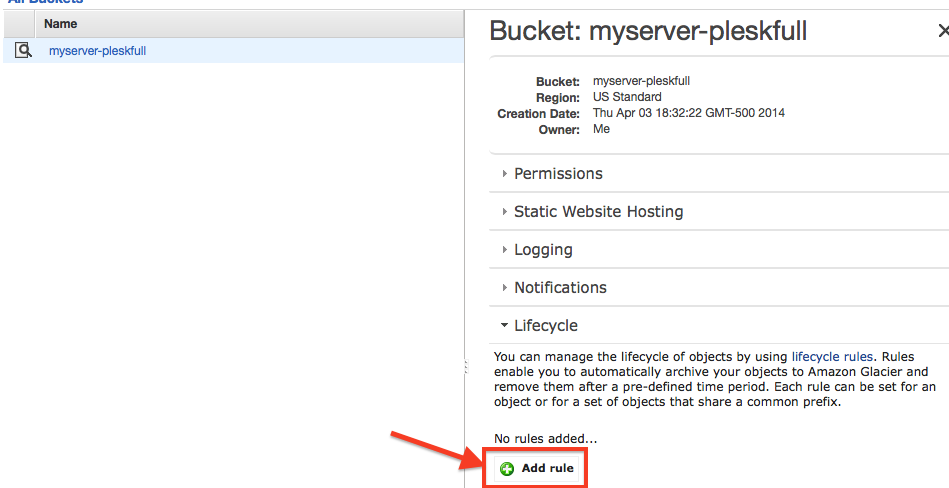 All Buckets
Name
myserver-pleskfull
Bucket: myserver-pleskfull
Bucket: myserver-pleskfull
Region: US Standard
Creation Date: Thu Apr 03 18:32:22 GMT-500 2014
Owner: Me
Permissions
Static Website Hosting
Logging
Notifications
Lifecycle
You can manage the lifecycle of objects by using lifecycle rules. Rules
enable you to automatically archive your objects to Amazon Glacier and
remove them after a pre-defined time period. Each rule can be set for an
object or for a set of objects that share a common prefix.
No rules added...
Add rule